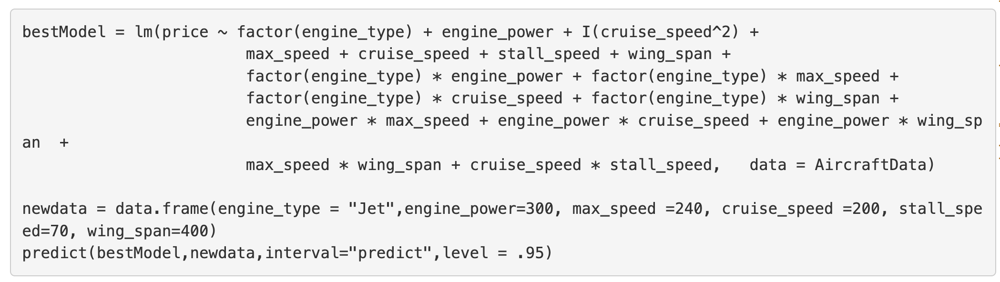 bestModel = lm(price ~ factor(engine_type) + engine_power + I(cruise_speed^2) +
                        max_speed + cruise_speed + stall_speed + wing_span +
                        factor(engine_type) * engine_power + factor(engine_type) * max_speed +
                        factor(engine_type) * cruise_speed + factor(engine_type) * wing_span +
                        engine_power * max_speed + engine_power * cruise_speed + engine_power * wing_sp
an  +
                        max_speed * wing_span + cruise_speed * stall_speed,   data = AircraftData)

newdata = data.frame(engine_type = "Jet",engine_power=300, max_speed =240, cruise_speed =200, stall_spe
ed=70, wing_span=400)
predict(bestModel,newdata,interval="predict",level = .95)